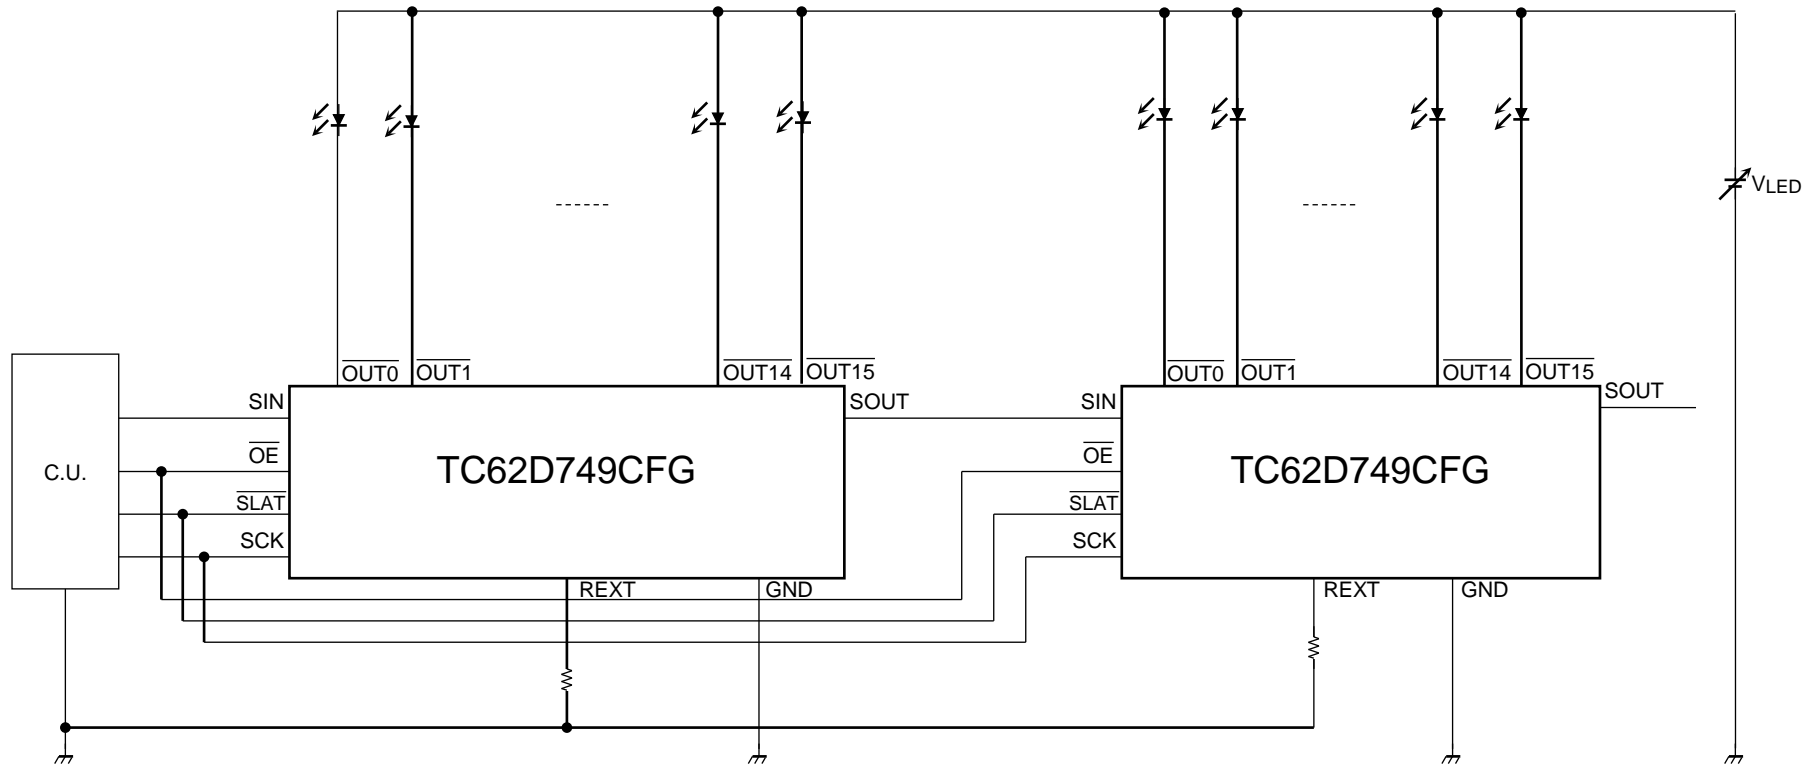 VLED
OUT0 OUT1 OUT14 OUT15 OUT0 OUT1 OUT14 OUT15
SIN SOUT SIN SOUT
OE OE
C.U. TC62D749CFG TC62D749CFG
SLAT SLAT
SCK SCK
REXT GND REXT GND